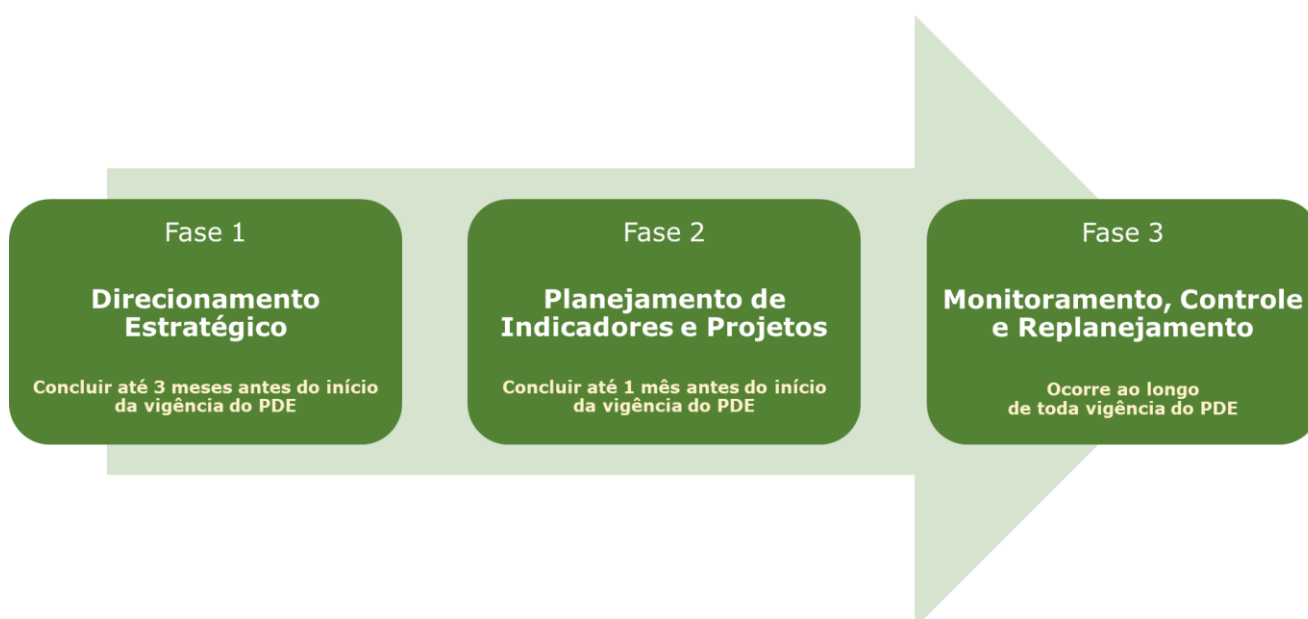 Fase 1
Direcionamento
Estratégico
Concluir até 3 meses antes do início
da vigência do PDE
Fase 2
Planejamento de
Indicadores e Projetos
Concluir até 1 mês antes do início
da vigência do PDE
Fase 3
Monitoramento, Controle
e Replanejamento
Ocorre ao longo
de toda vigência do PDE